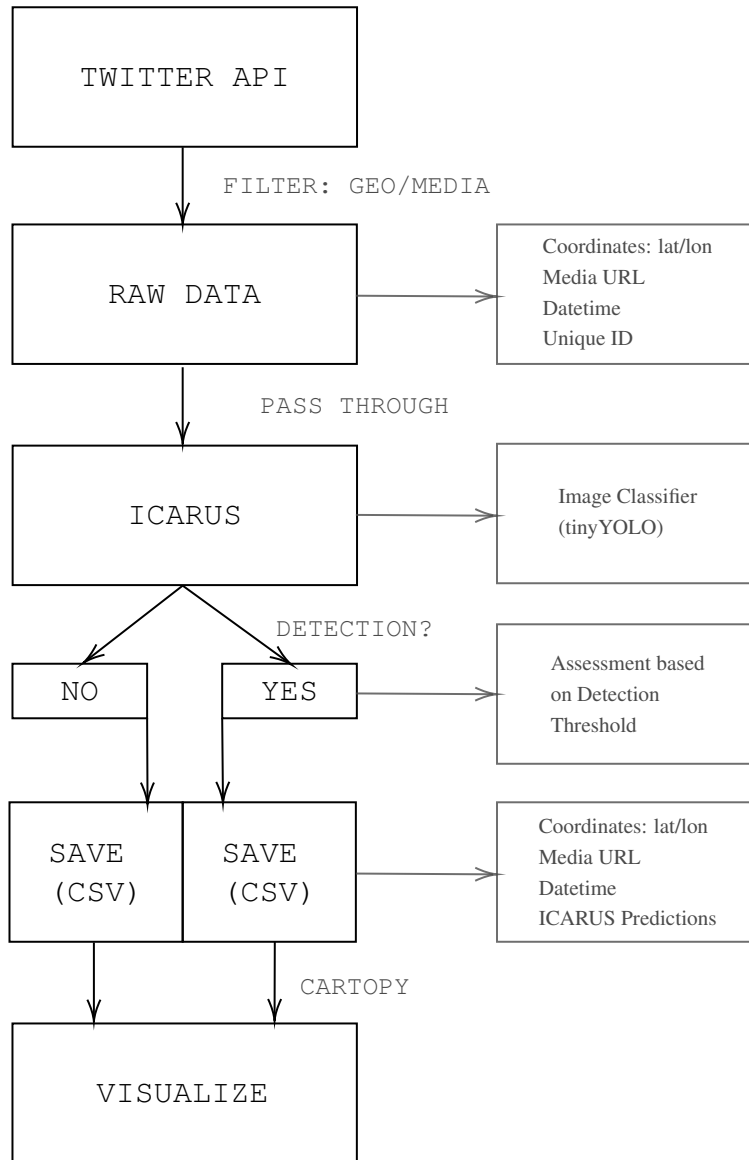 TWITTER API
FILTER: GEO/MEDIA
RAW DATA
Coordinates: lat/lon
Media URL
Datetime
Unique ID
PASS THROUGH
ICARUS
Image Classifier
(tinyYOLO)
DETECTION?
NO
YES
Assessment based
on Detection
Threshold
SAVE
(CSV)
SAVE
(CSV)
Coordinates: lat/lon
Media URL
Datetime
ICARUS Predictions
CARTOPY
VISUALIZE